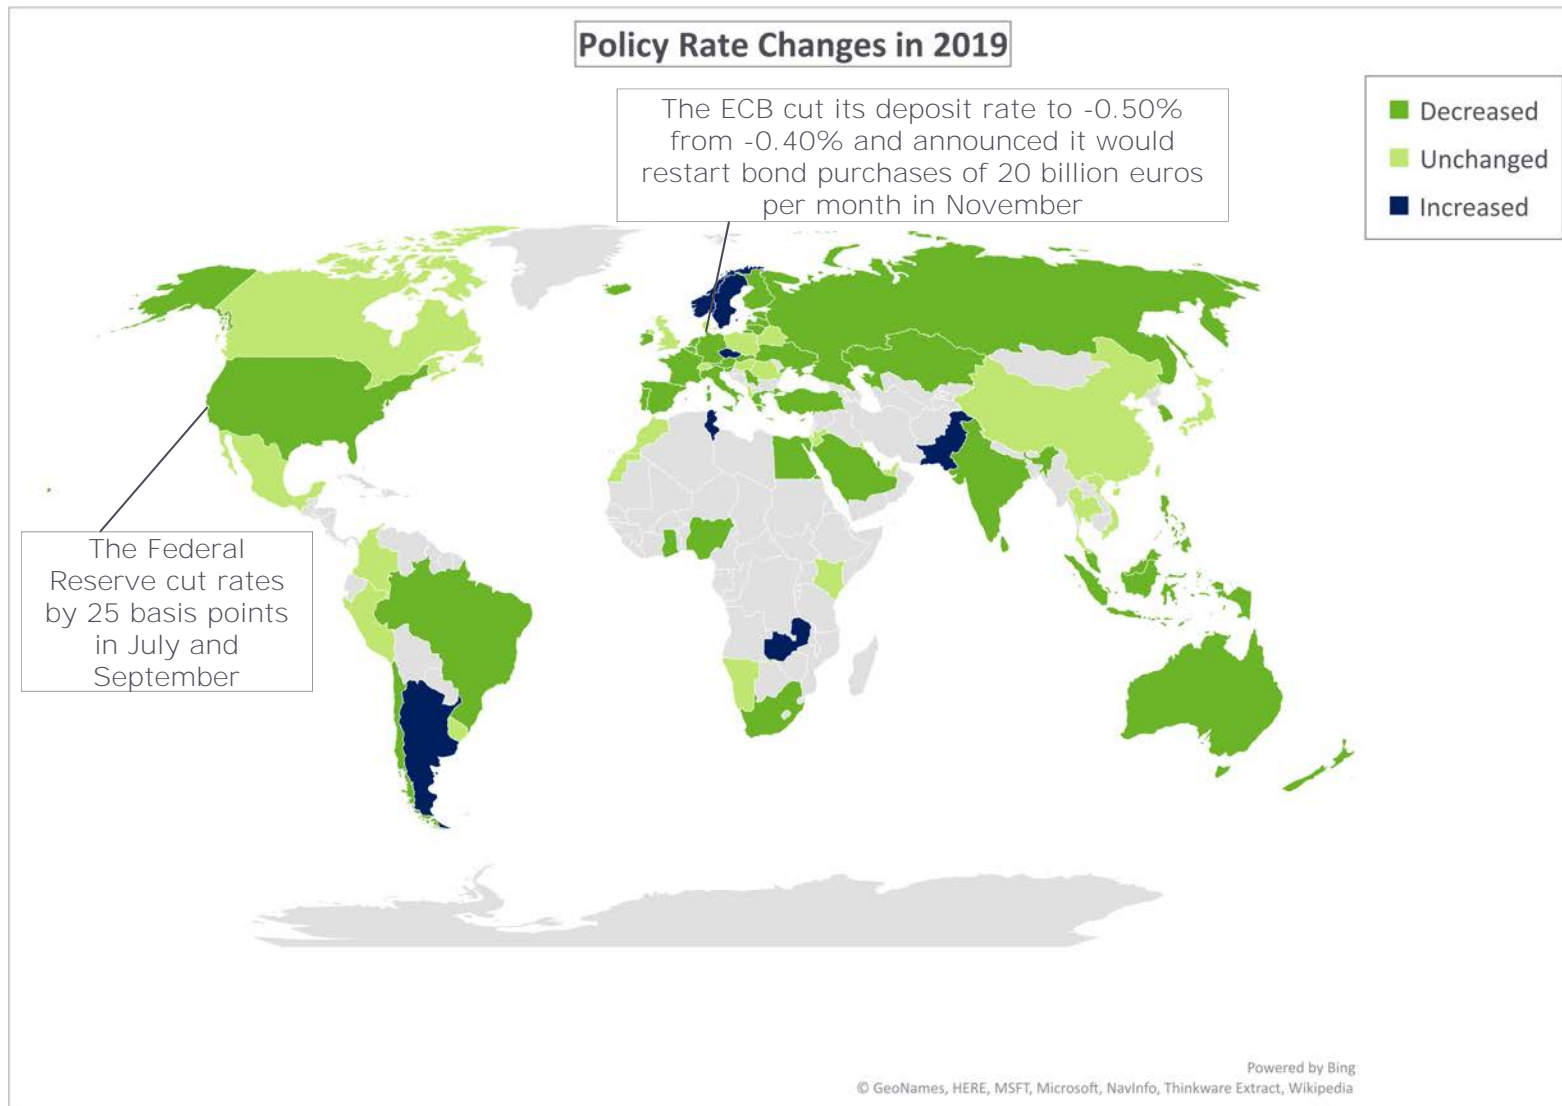 Policy Rate Changes in 2019
The ECB cut its deposit rate to -0.50%
from -0.40% and announced it would
restart bond purchases of 20 billion euros
per month in November
Decreased
Unchanged
Increased
The Federal
Reserve cut rates
by 25 basis points
in July and
September
Powered by Bing
© GeoNames, HERE, MSFT, Microsoft, NavInfo, Thinkware Extract, Wikipedia